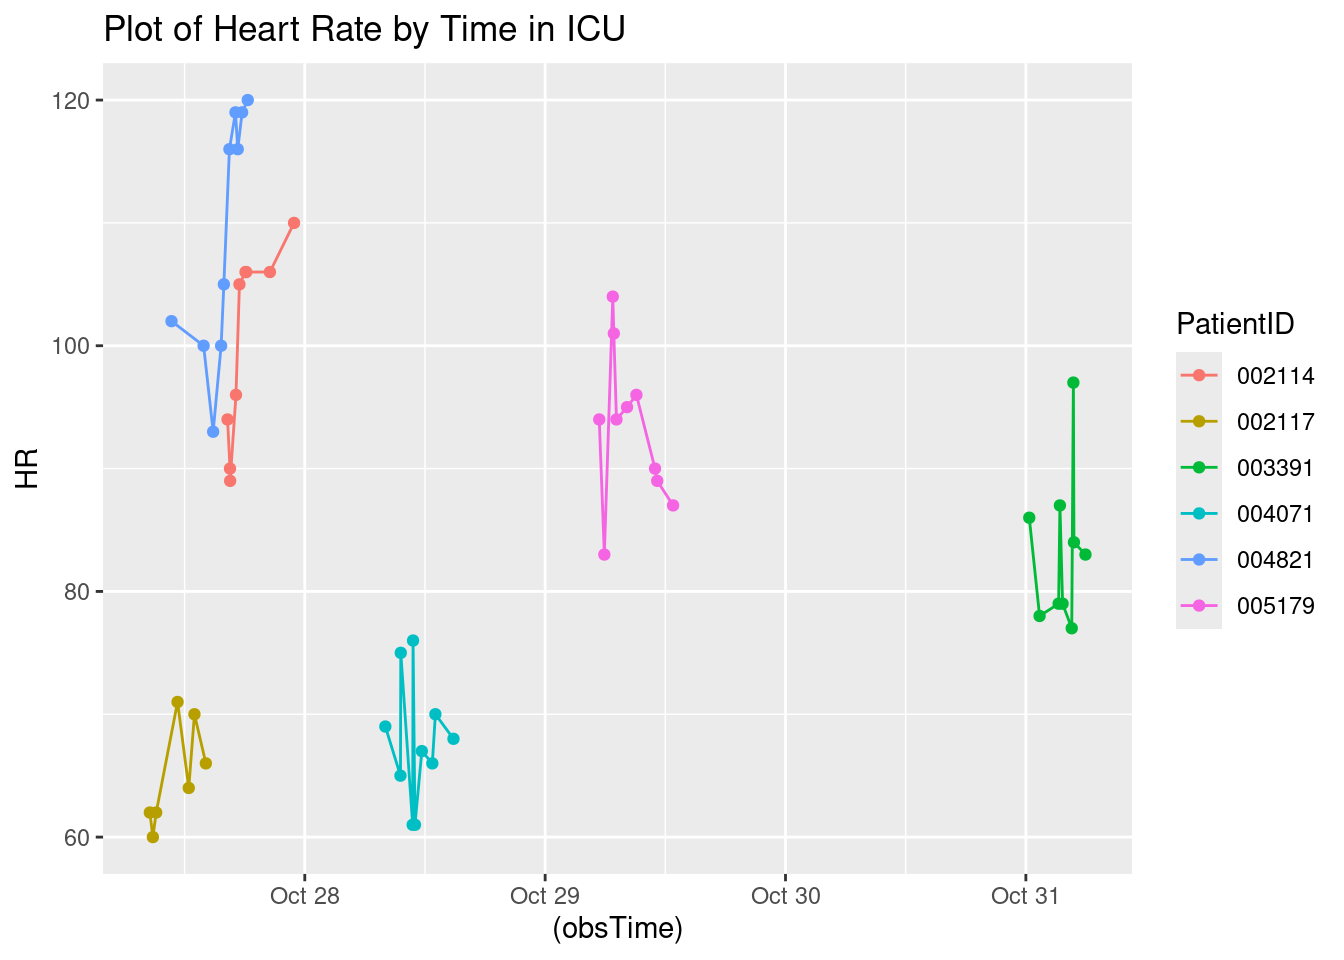 Plot of Heart Rate by Time in ICU
120
100
80
60
HR
Oct 28
Oct 29
Oct 30
Oct 31
(obsTime)
PatientID
002114
002117
003391
004071
004821
005179